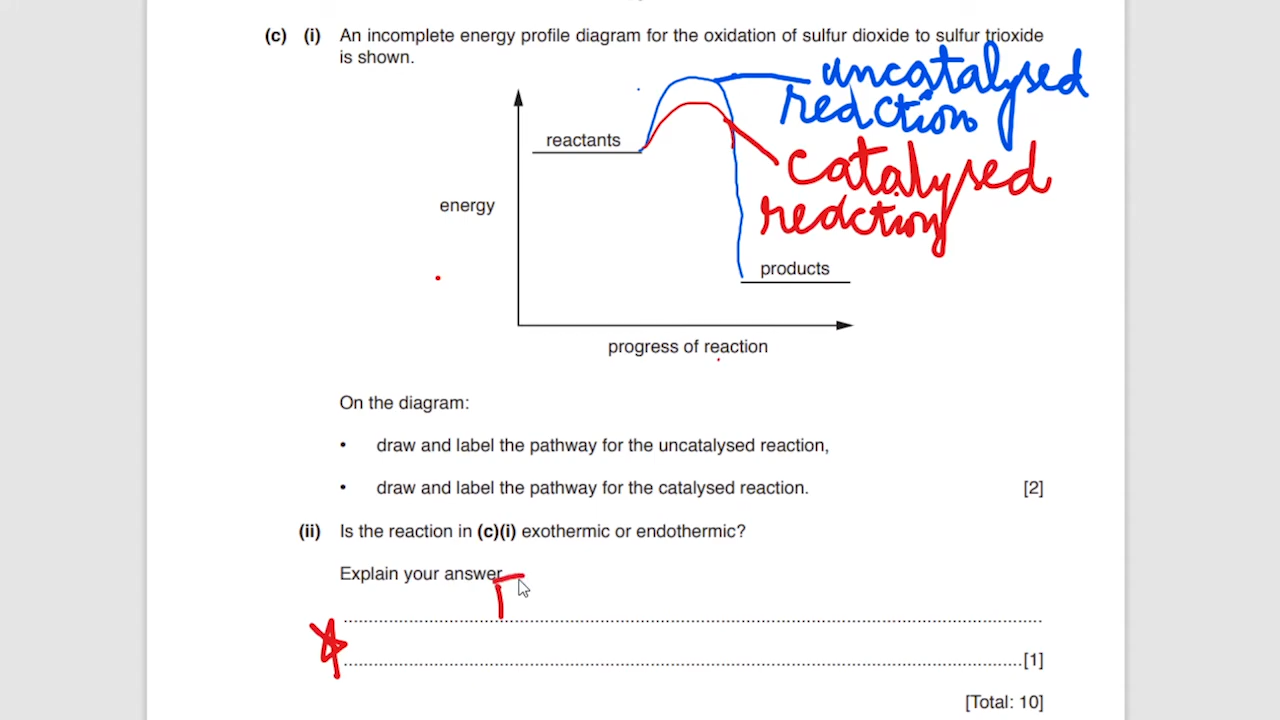 (c) (i) An incomplete energy profile diagram for the oxidation of sulfur dioxide to sulfur trioxide
is shown.
uncatalysed
reaction
reactants
catalysed
reaction
energy
products
progress of reaction
On the diagram:
• draw and label the pathway for the uncatalysed reaction,
• draw and label the pathway for the catalysed reaction. [2]
(ii) Is the reaction in (c)(i) exothermic or endothermic?
Explain your answer
[1]
[Total: 10]